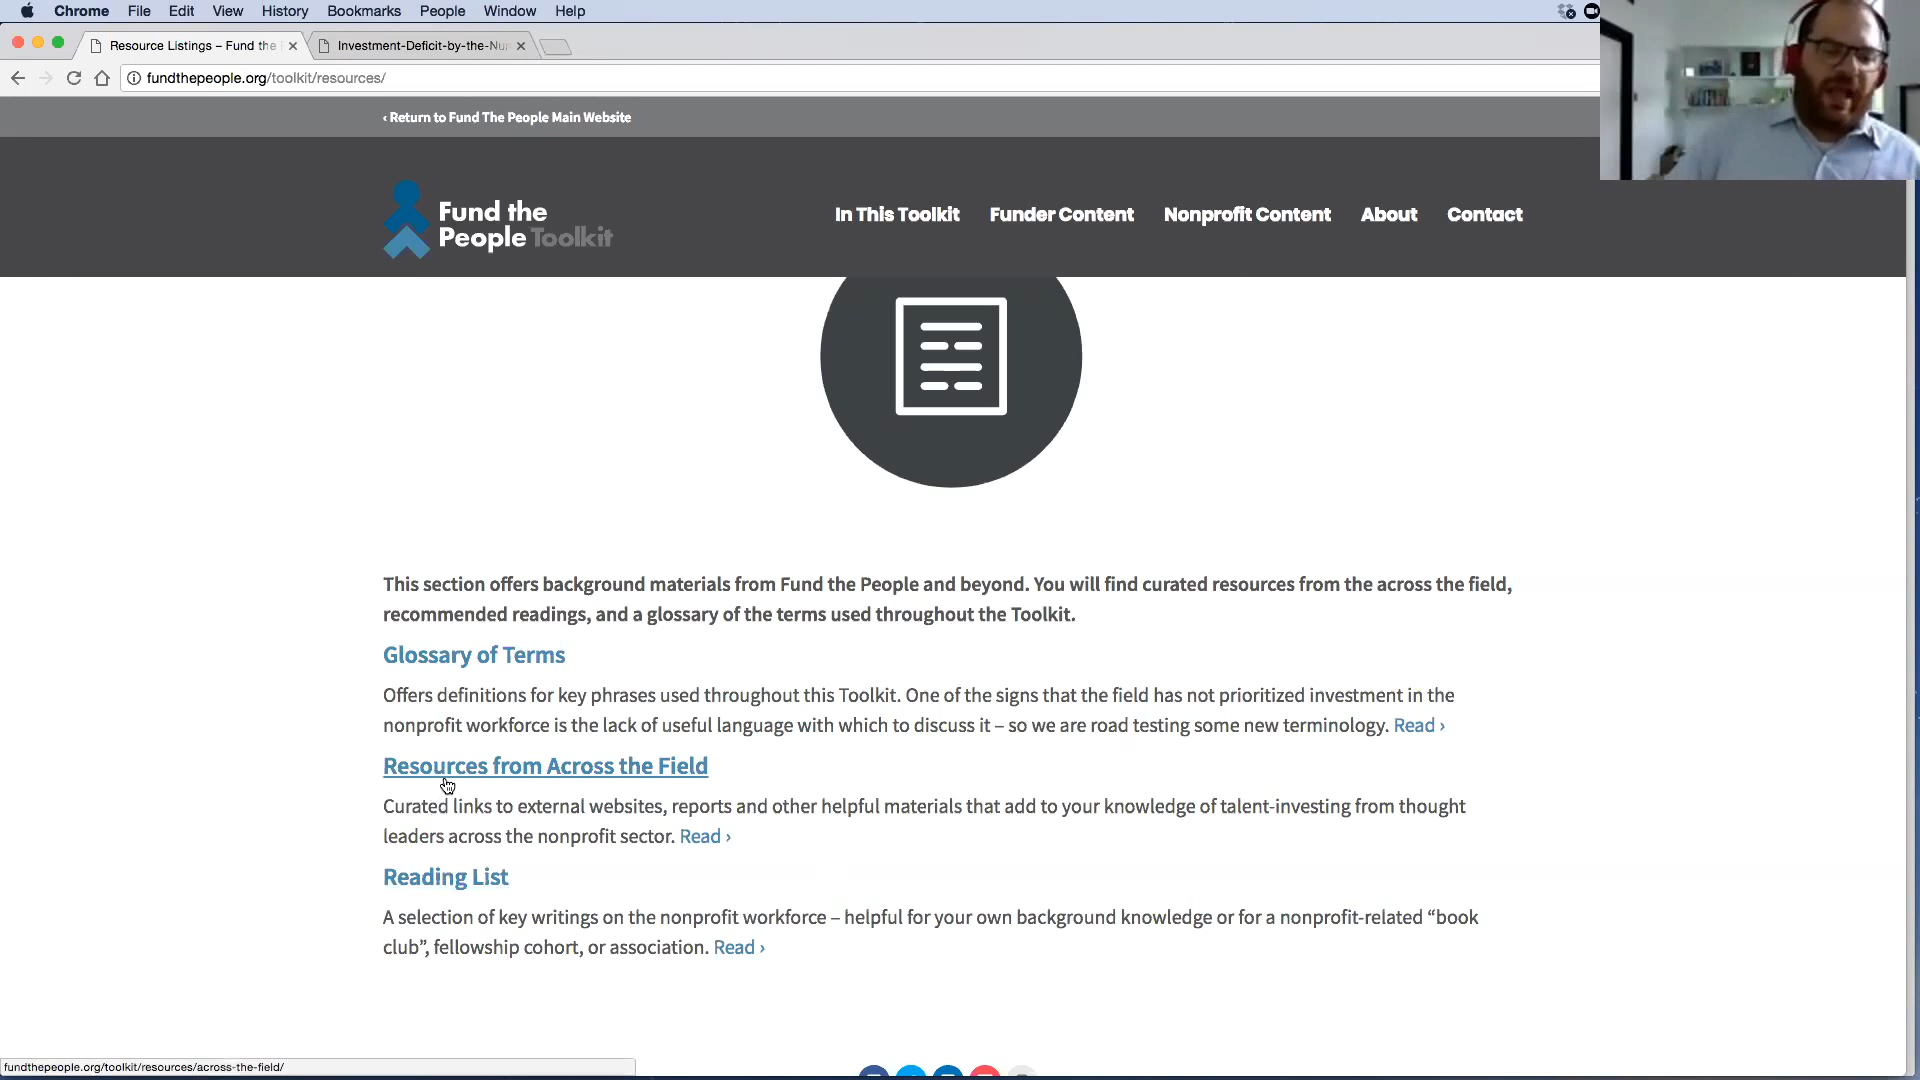 Chrome File Edit View History Bookmarks People Window Help
Resource Listings – Fund the
Investment-Deficit-by-the-Nu
fundthepeople.org/toolkit/resources/
‹ Return to Fund The People Main Website
Fund the
People Toolkit
In This Toolkit Funder Content Nonprofit Content About Contact
This section offers background materials from Fund the People and beyond. You will find curated resources from the across the field,
recommended readings, and a glossary of the terms used throughout the Toolkit.
Glossary of Terms
Offers definitions for key phrases used throughout this Toolkit. One of the signs that the field has not prioritized investment in the
nonprofit workforce is the lack of useful language with which to discuss it – so we are road testing some new terminology. Read ›
Resources from Across the Field
Curated links to external websites, reports and other helpful materials that add to your knowledge of talent-investing from thought
leaders across the nonprofit sector. Read ›
Reading List
A selection of key writings on the nonprofit workforce – helpful for your own background knowledge or for a nonprofit-related “book
club”, fellowship cohort, or association. Read ›
fundthepeople.org/toolkit/resources/across-the-field/